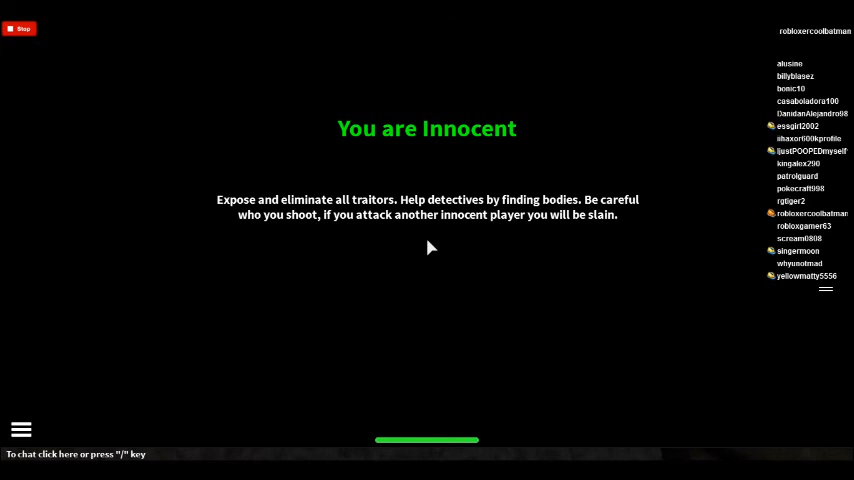 Stop
robloxercoolbatman
You are Innocent
Expose and eliminate all traitors. Help detectives by finding bodies. Be careful
who you shoot, if you attack another innocent player you will be slain.
alusine
billyblasez
bonic10
casaboladora100
DanidanAlejandro98
essgirl2002
iihaxor600kprofile
IjustPOOPEDmyself
kingalex290
patrolguard
pokecraft998
rgtiger2
robloxercoolbatman
robloxgamer63
scream0808
singermoon
whyunotmad
yellowmatty5556
To chat click here or press "/" key